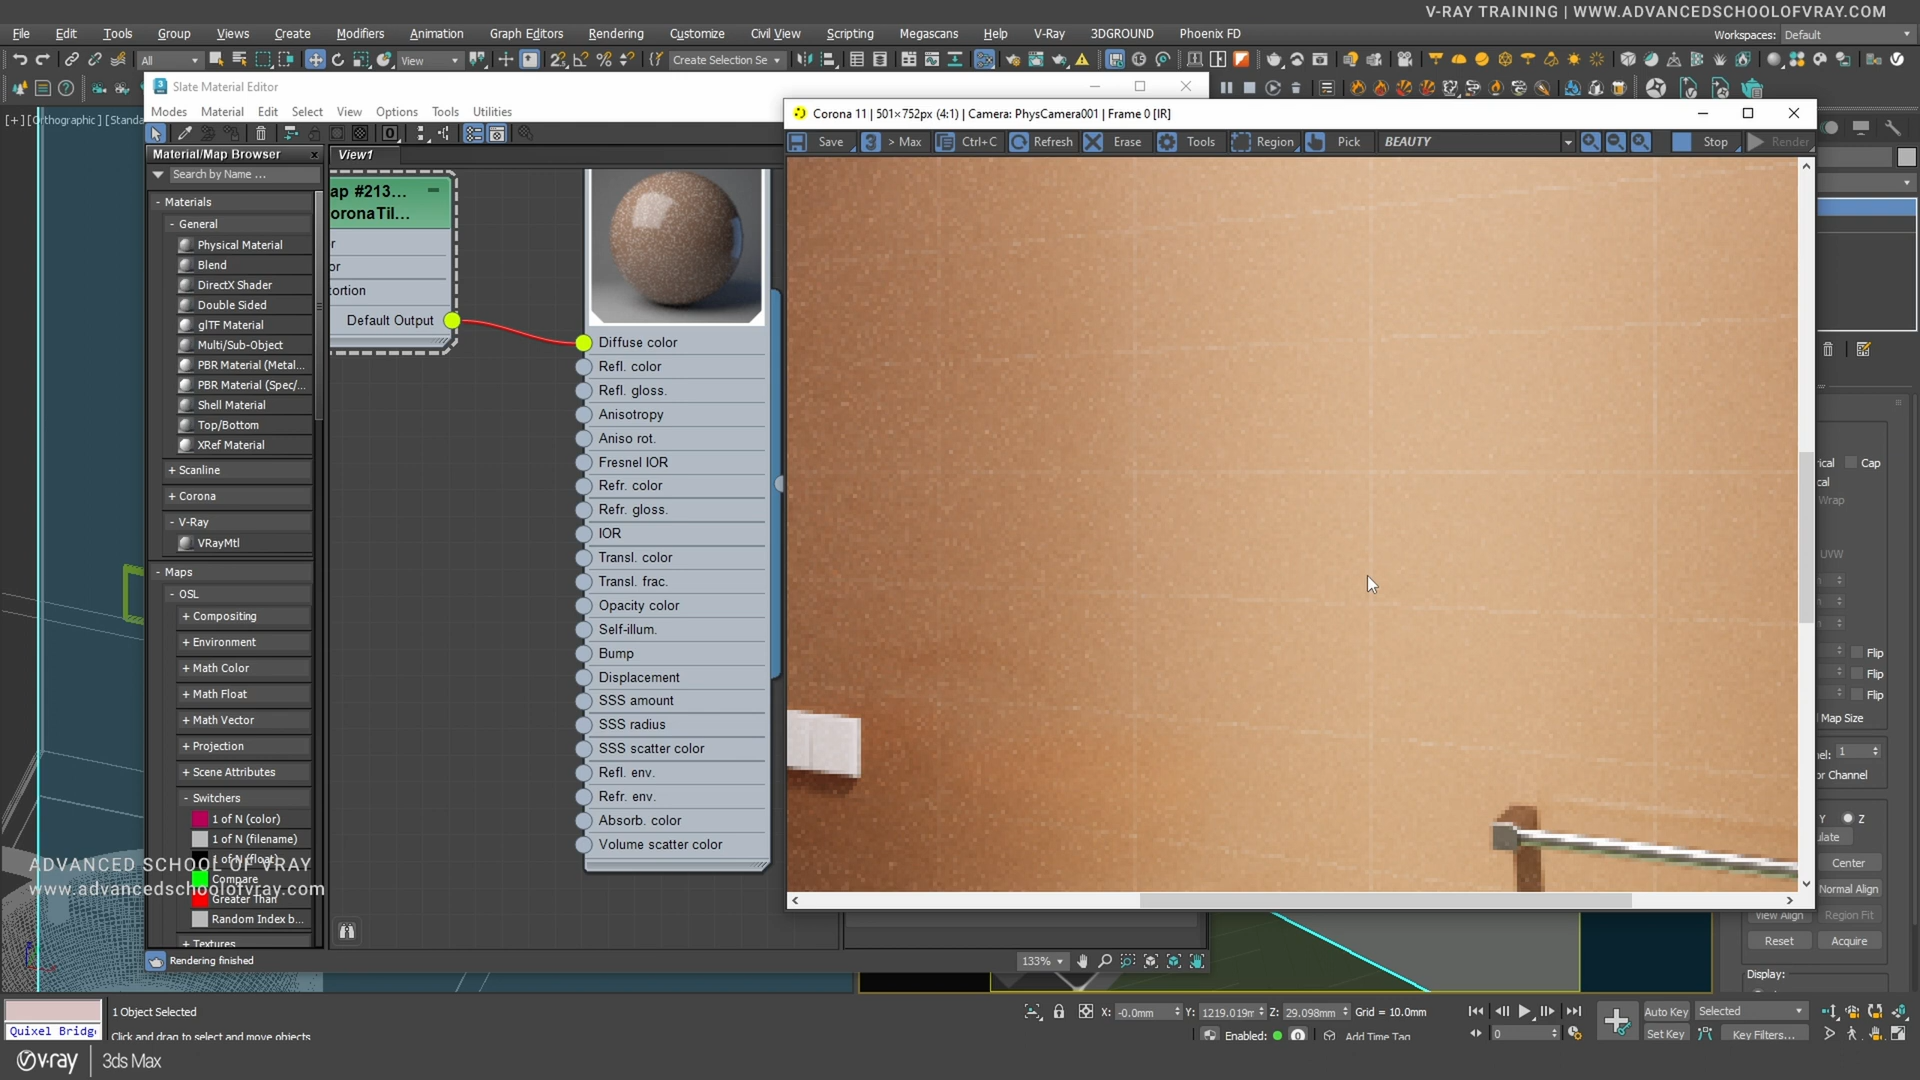 V-RAY TRAINING | WWW.ADVANCEDSCHOOLOFVRAY.COM
File Edit Tools Group Views Create Modifiers Animation Graph Editors Rendering Customize Civil View Scripting Megascans Help V-Ray 3DGROUND Phoenix FD
Workspaces: Default
All
View
Create Selection Se
Slate Material Editor
[+] [Orthographic ] [Standa
Modes Material Edit Select View Options Tools Utilities
Corona 11 | 501×752px (4:1) | Camera: PhysCamera001 | Frame 0 [IR]
Save 3 > Max Ctrl+C Refresh Erase Tools Region Pick BEAUTY Stop Render
Material/Map Browser
View1
Search by Name ...
- Materials
- General
Physical Material
Blend
DirectX Shader
Double Sided
glTF Material
Multi/Sub-Object
PBR Material (Metal...
PBR Material (Spec/...
Shell Material
Top/Bottom
XRef Material
+ Scanline
+ Corona
- V-Ray
VRayMtl
- Maps
- OSL
+ Compositing
+ Environment
+ Math Color
+ Math Float
+ Math Vector
+ Projection
+ Scene Attributes
- Switchers
1 of N (color)
1 of N (filename)
1 of N (float)
Compare
Greater Than
Random Index b...
+ Textures
ap #213...
oronaTil...
r
or
tortion
Default Output
Diffuse color
Refl. color
Refl. gloss.
Anisotropy
Aniso rot.
Fresnel IOR
Refr. color
Refr. gloss.
IOR
Transl. color
Transl. frac.
Opacity color
Self-illum.
Bump
Displacement
SSS amount
SSS radius
SSS scatter color
Refl. env.
Refr. env.
Absorb. color
Volume scatter color
rical Cap
cal
Wrap
UVW
Flip
Flip
Flip
l Map Size
el: 1
or Channel
Y Z
ulate
Center
Normal Align
View Align Region Fit
Reset Acquire
Display:
ADVANCED SCHOOL OF VRAY
www.advancedschoolofvray.com
Rendering finished
133%
1 Object Selected
Click and drag to select and move objects
Quixel Bridg
X: -0.0mm Y: 1219.019m Z: 29.098mm Grid = 10.0mm
Enabled: 0 Add Time Tag
0
Auto Key Selected
Set Key Key Filters...
v-ray | 3ds Max